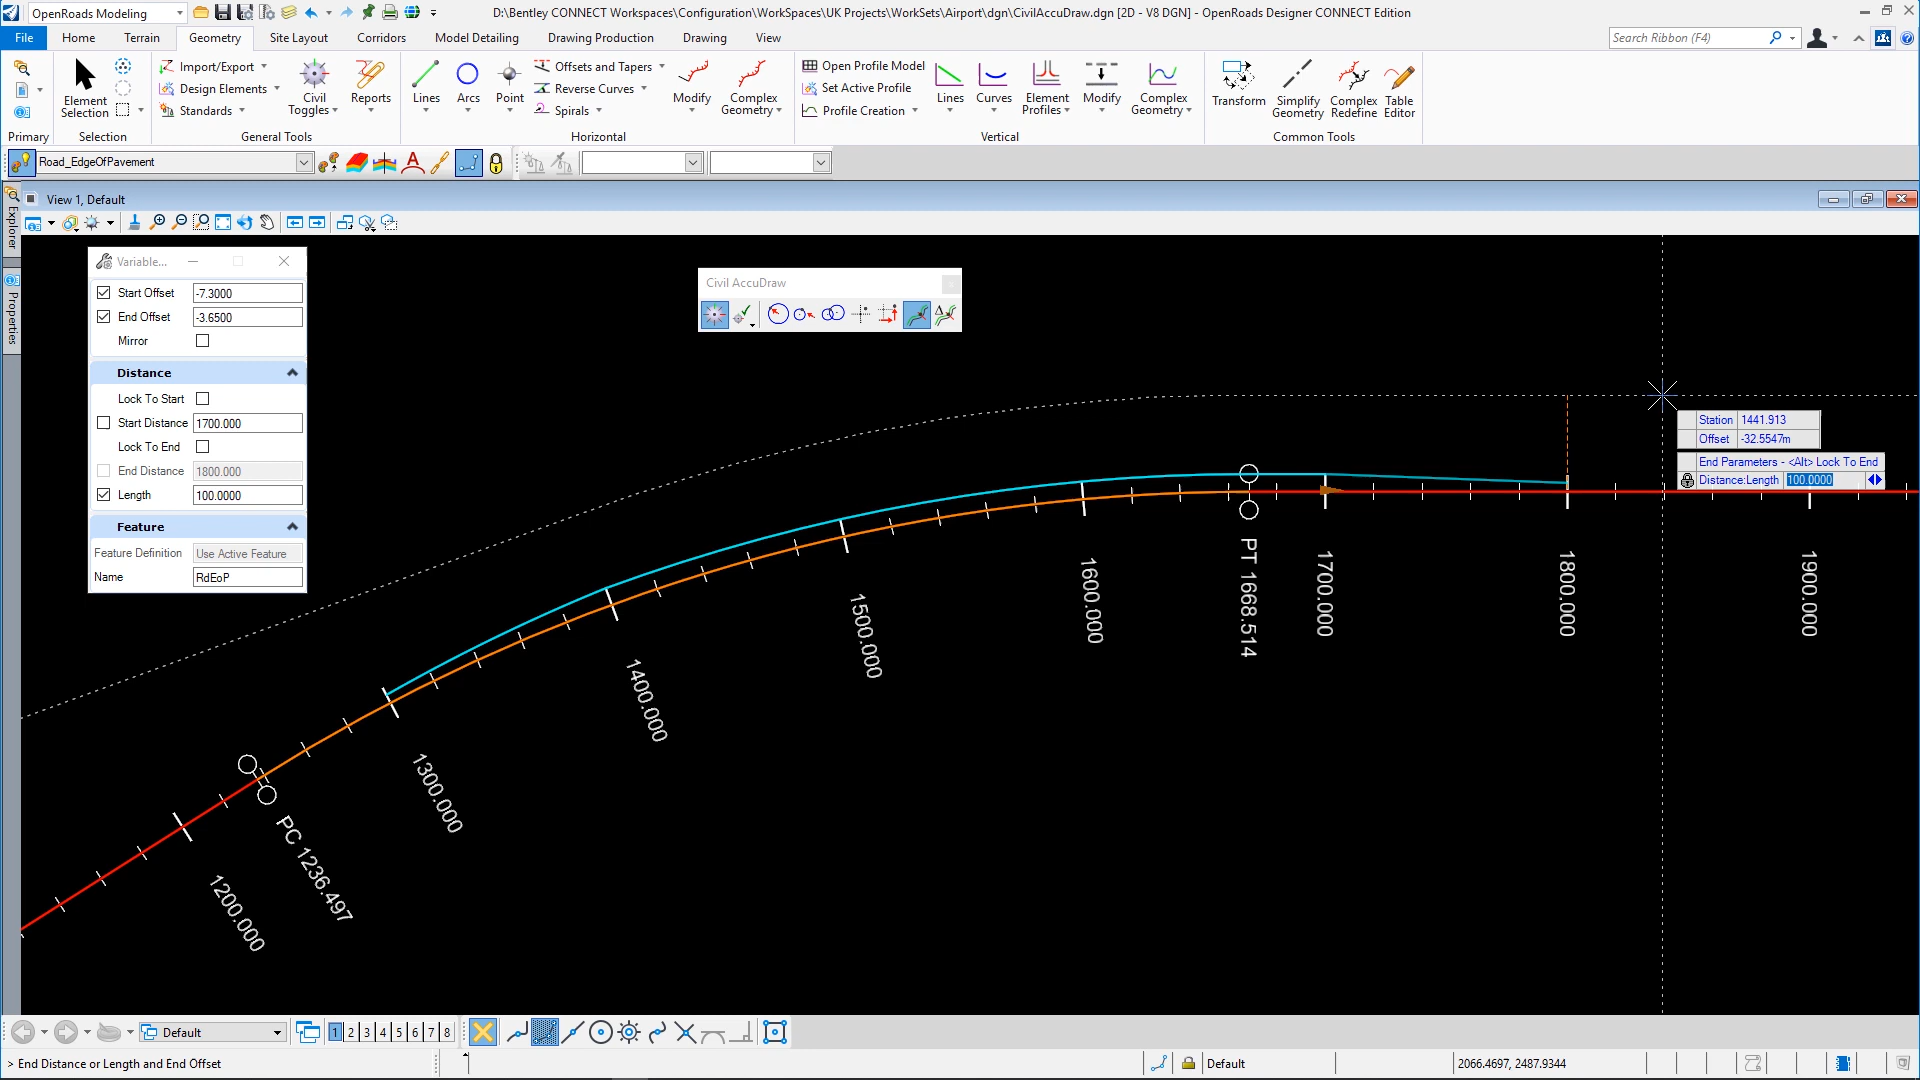 OpenRoads Modeling
D:\Bentley CONNECT Workspaces\Configuration\WorkSpaces\UK Projects\WorkSets\Airport\dgn\CivilAccuDraw.dgn [2D - V8 DGN] - OpenRoads Designer CONNECT Edition
File Home Terrain Geometry Site Layout Corridors Model Detailing Drawing Production Drawing View
Search Ribbon (F4)
Element Selection
Import/Export
Design Elements
Standards
Civil Toggles
Reports
Lines
Arcs
Point
Offsets and Tapers
Reverse Curves
Spirals
Modify
Complex Geometry
Open Profile Model
Set Active Profile
Profile Creation
Lines
Curves
Element Profiles
Modify
Complex Geometry
Transform
Simplify Geometry
Complex Redefine
Table Editor
Primary Selection General Tools Horizontal Vertical Common Tools
Road_EdgeOfPavement
Explorer
Properties
View 1, Default
Variable...
Start Offset -7.3000
End Offset -3.6500
Mirror
Distance
Lock To Start
Start Distance 1700.000
Lock To End
End Distance 1800.000
Length 100.0000
Feature
Feature Definition Use Active Feature
Name RdEoP
Civil AccuDraw
Station 1441.913
Offset -32.5547m
End Parameters - <Alt> Lock To End
Distance:Length 100.0000
1200.000
PC 1236.497
1300.000
1400.000
1500.000
1600.000
PT 1668.514
1700.000
1800.000
1900.000
Default
1 2 3 4 5 6 7 8
> End Distance or Length and End Offset
Default
2066.4697, 2487.9344